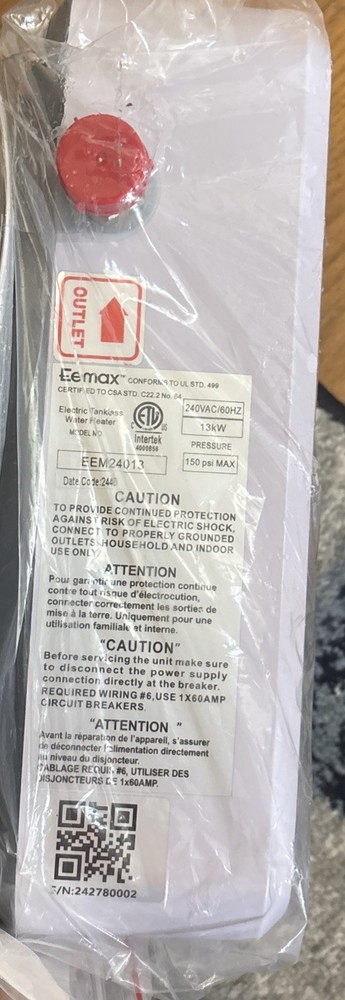 OUTLET
Eemax™ CONFORMS TO UL STD. 499
CERTIFIED TO CSA STD. C22.2 No. 64
Electric Tankless
Water Heater
MODEL NO.
EEM24013
Date Code:2440
ETL
C US
Intertek
4006856
240VAC/60HZ
13kW
PRESSURE
150 psi MAX
CAUTION
TO PROVIDE CONTINUED PROTECTION
AGAINST RISK OF ELECTRIC SHOCK,
CONNECT TO PROPERLY GROUNDED
OUTLETS. HOUSEHOLD AND INDOOR
USE ONLY
ATTENTION
Pour garantir une protection continue
contre tout risque d'électrocution,
connecter correctement les sorties de
mise à la terre. Uniquement pour une
utilisation familiale et interne.
"CAUTION"
Before servicing the unit make sure
to disconnect the power supply
connection directly at the breaker.
REQUIRED WIRING #6, USE 1X60AMP
CIRCUIT BREAKERS.
"ATTENTION "
Avant la réparation de l'appareil, s'assurer
de déconnecter l'alimentation directement
au niveau du disjoncteur.
CABLAGE REQUIS #6, UTILISER DES
DISJONCTEURS DE 1x60AMP.
S/N:242780002